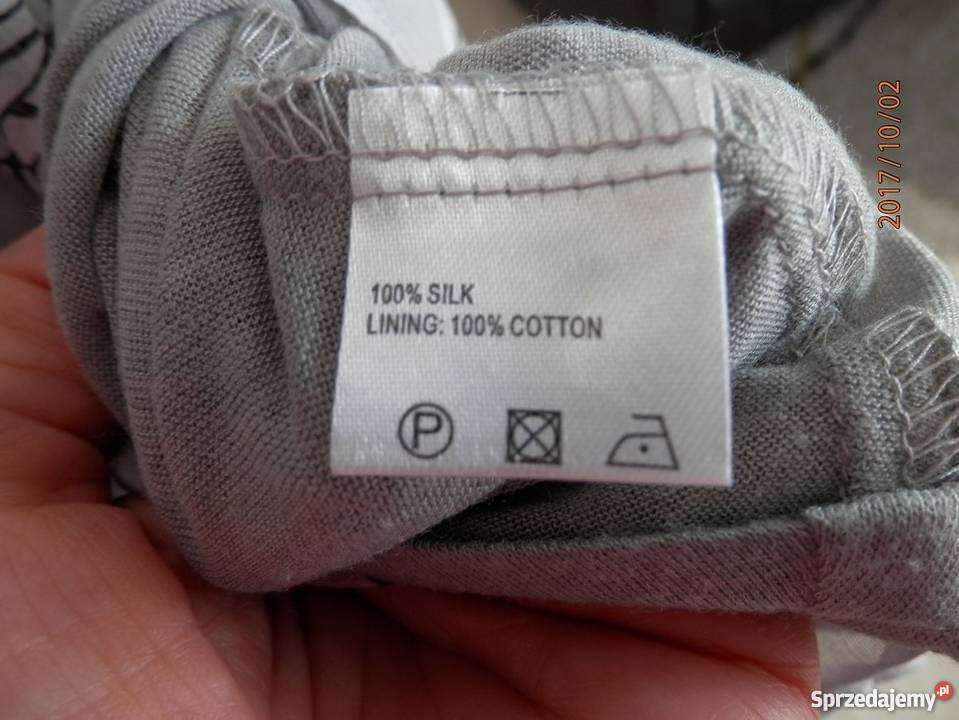 100% SILK
LINING: 100% COTTON
P
2017/10/02
Sprzedajemy.pl